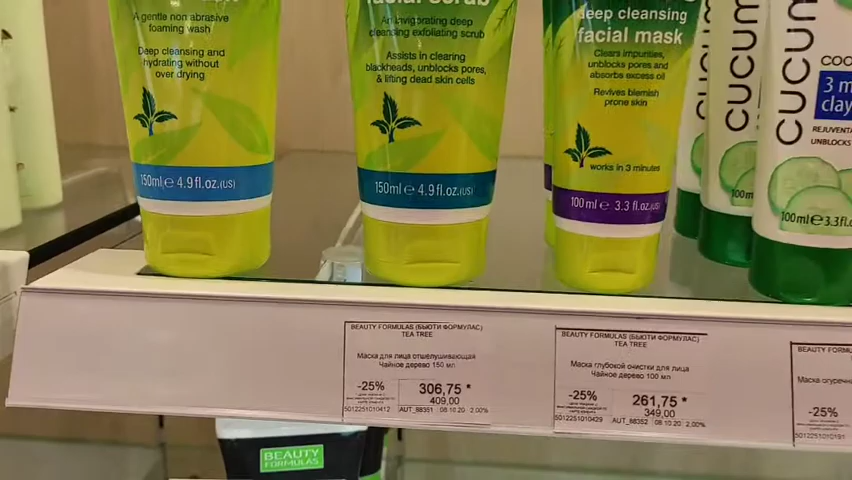 A gentle non abrasive
foaming wash
Deep cleansing and
hydrating without
over drying
150ml e 4.9 fl.oz.(US)
facial scrub
An invigorating deep
cleansing exfoliating scrub
Assists in clearing
blackheads, unblocks pores,
& lifting dead skin cells
150ml e 4.9 fl.oz.(US)
deep cleansing
facial mask
Clears impurities,
unblocks pores and
absorbs excess oil
Revives blemish
prone skin
works in 3 minutes
100 ml e 3.3 fl.oz.(US)
cucum
cucum
100
cucum
3 m
clay
REJUVENAT
UNBLOCKS
100ml e 3.3 fl.
BEAUTY FORMULAS (БЬЮТИ ФОРМУЛАС)
TEA TREE
Маска для лица отшелушивающая
Чайное дерево 150 мл
-25%
306,75 *
409,00
5012251010412
AUT_88351
08.10.20
2.00%
BEAUTY FORMULAS (БЬЮТИ ФОРМУЛАС)
TEA TREE
Маска глубокой очистки для лица
Чайное дерево 100 мл
-25%
261,75 *
349,00
5012251010429
AUT_88352
08.10.20
2.00%
BEAUTY FORMULAS
Маска огуречн
-25%
BEAUTY
FORMULAS